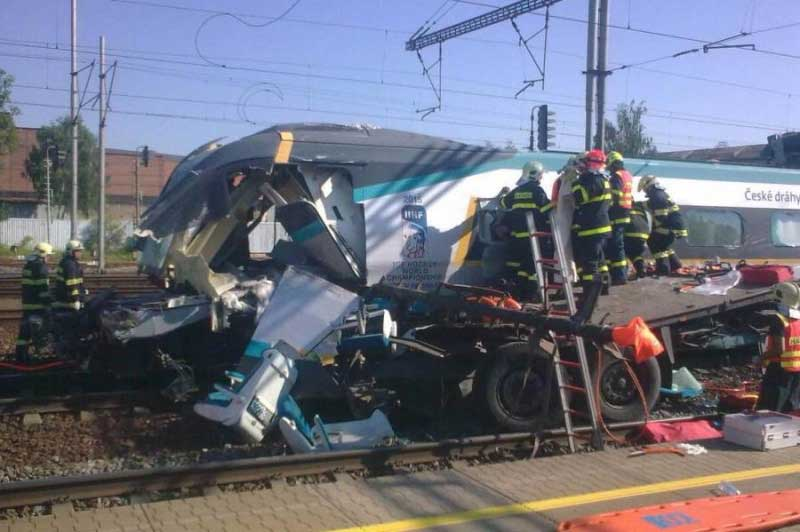 2015
IIHF
ICE HOCKEY
WORLD
CHAMPIONSHIP
České dráhy